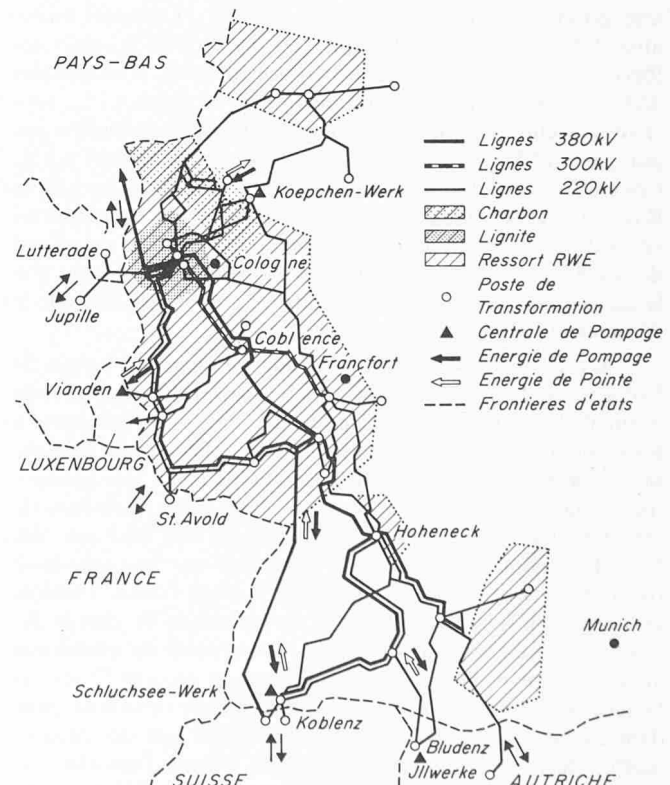 PAYS-BAS
Lignes 380kV
Lignes 300kV
Lignes 220kV
Charbon
Lignite
Ressort RWE
Poste de
Transformation
Centrale de Pompage
Energie de Pompage
Energie de Pointe
Frontieres d'etats
Koepchen-Werk
Lutterade
Cologne
Jupille
Coblence
Francfort
Vianden
LUXENBOURG
St. Avold
Hoheneck
FRANCE
Munich
Schluchsee-Werk
Koblenz
Bludenz
Jllwerke
SUISSE
AUTRICHE